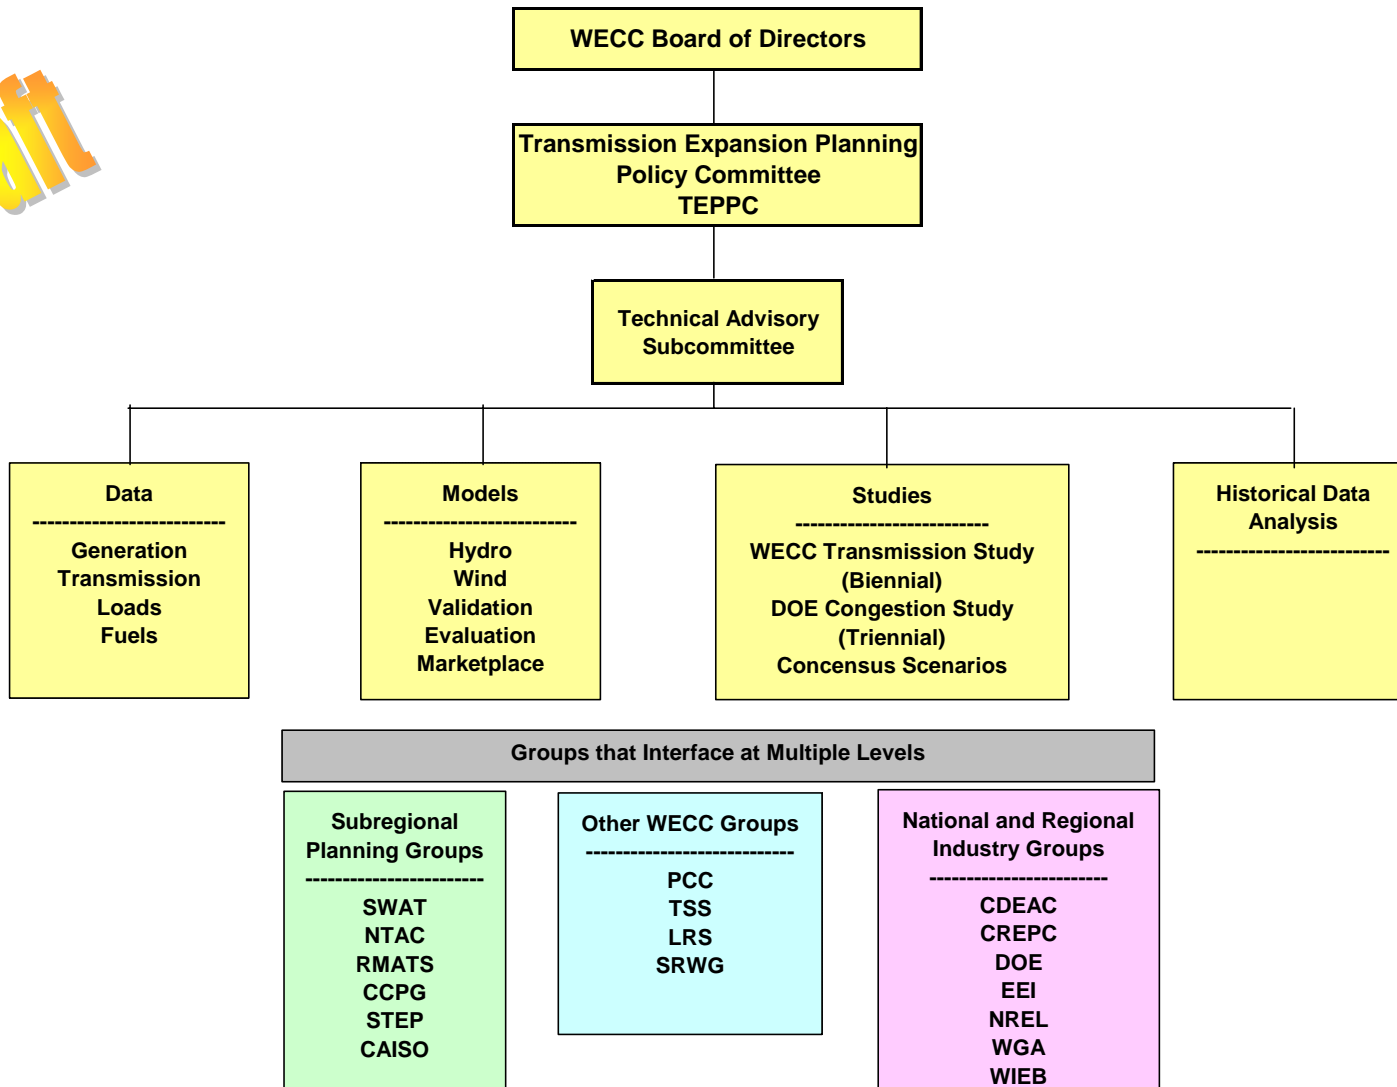 WECC Board of Directors
Transmission Expansion Planning
Policy Committee
TEPPC
Technical Advisory
Subcommittee
Data
---------------------------
Generation
Transmission
Loads
Fuels
Models
---------------------------
Hydro
Wind
Validation
Evaluation
Marketplace
Studies
---------------------------
WECC Transmission Study
(Biennial)
DOE Congestion Study
(Triennial)
Concensus Scenarios
Historical Data
Analysis
---------------------------
Groups that Interface at Multiple Levels
Subregional
Planning Groups
-------------------------
SWAT
NTAC
RMATS
CCPG
STEP
CAISO
Other WECC Groups
-----------------------------
PCC
TSS
LRS
SRWG
National and Regional
Industry Groups
-------------------------
CDEAC
CREPC
DOE
EEI
NREL
WGA
WIEB